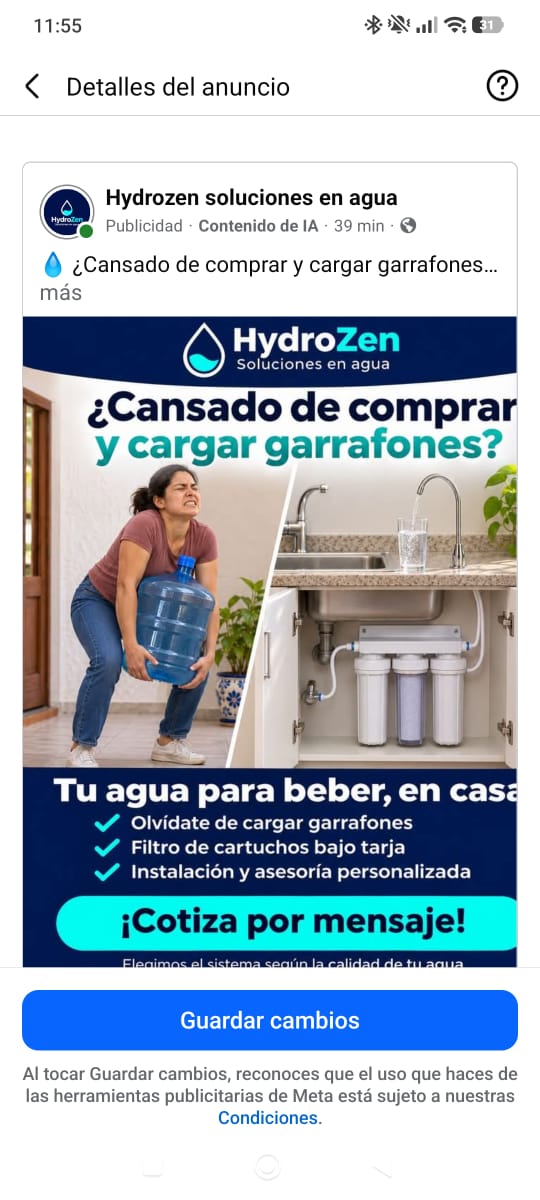 11:55
31
Detalles del anuncio
HydroZen
Hydrozen soluciones en agua
Publicidad · Contenido de IA · 39 min ·
💧 ¿Cansado de comprar y cargar garrafones...
más
HydroZen
Soluciones en agua
¿Cansado de comprar
y cargar garrafones?
Tu agua para beber, en casa
Olvídate de cargar garrafones
Filtro de cartuchos bajo tarja
Instalación y asesoría personalizada
¡Cotiza por mensaje!
Elegimos el sistema según la calidad de tu agua
Guardar cambios
Al tocar Guardar cambios, reconoces que el uso que haces de
las herramientas publicitarias de Meta está sujeto a nuestras
Condiciones.